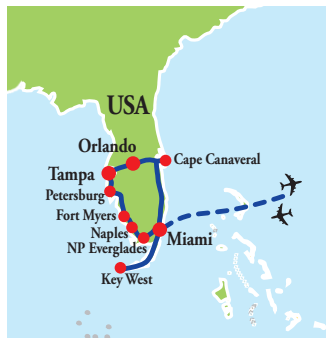 USA
Orlando
Cape Canaveral
Tampa
Petersburg
Fort Myers
Naples
Miami
NP Everglades
Key West